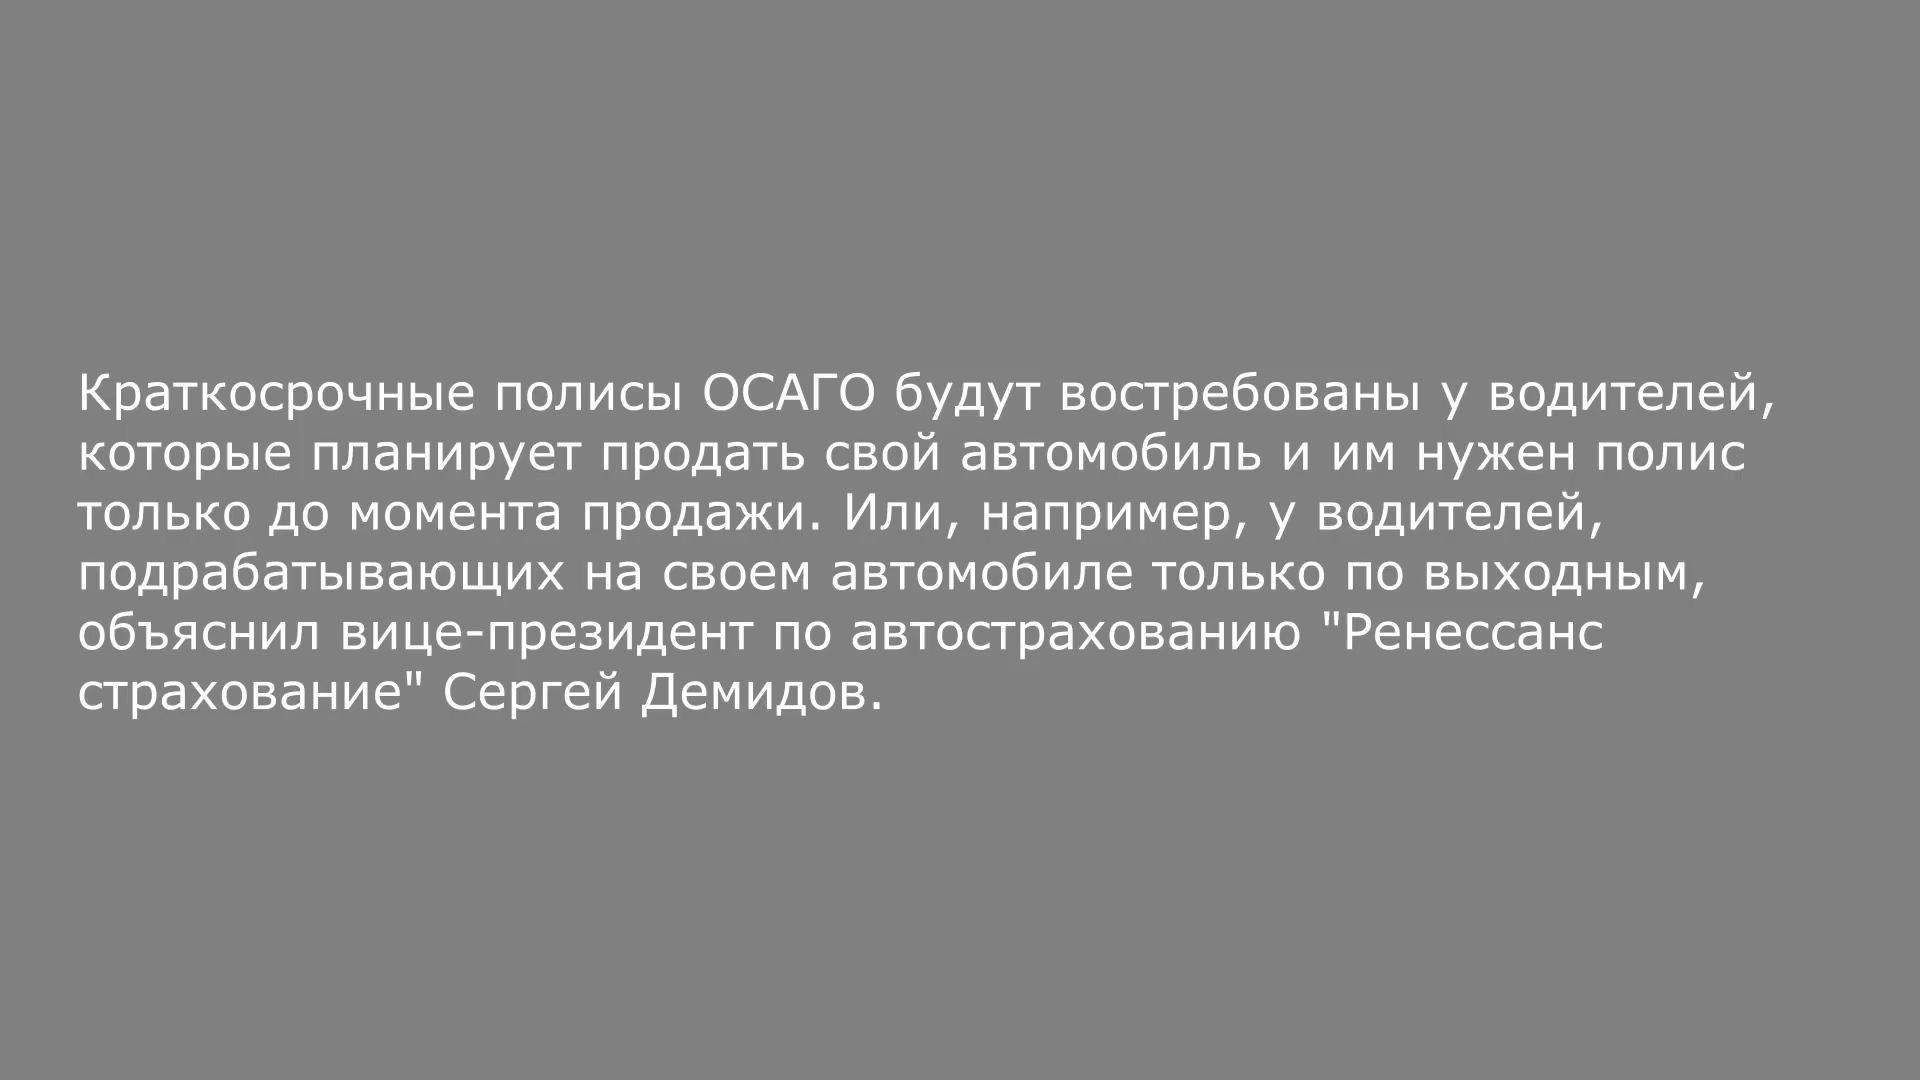 Краткосрочные полисы ОСАГО будут востребованы у водителей,
которые планирует продать свой автомобиль и им нужен полис
только до момента продажи. Или, например, у водителей,
подрабатывающих на своем автомобиле только по выходным,
объяснил вице-президент по автострахованию "Ренессанс
страхование" Сергей Демидов.